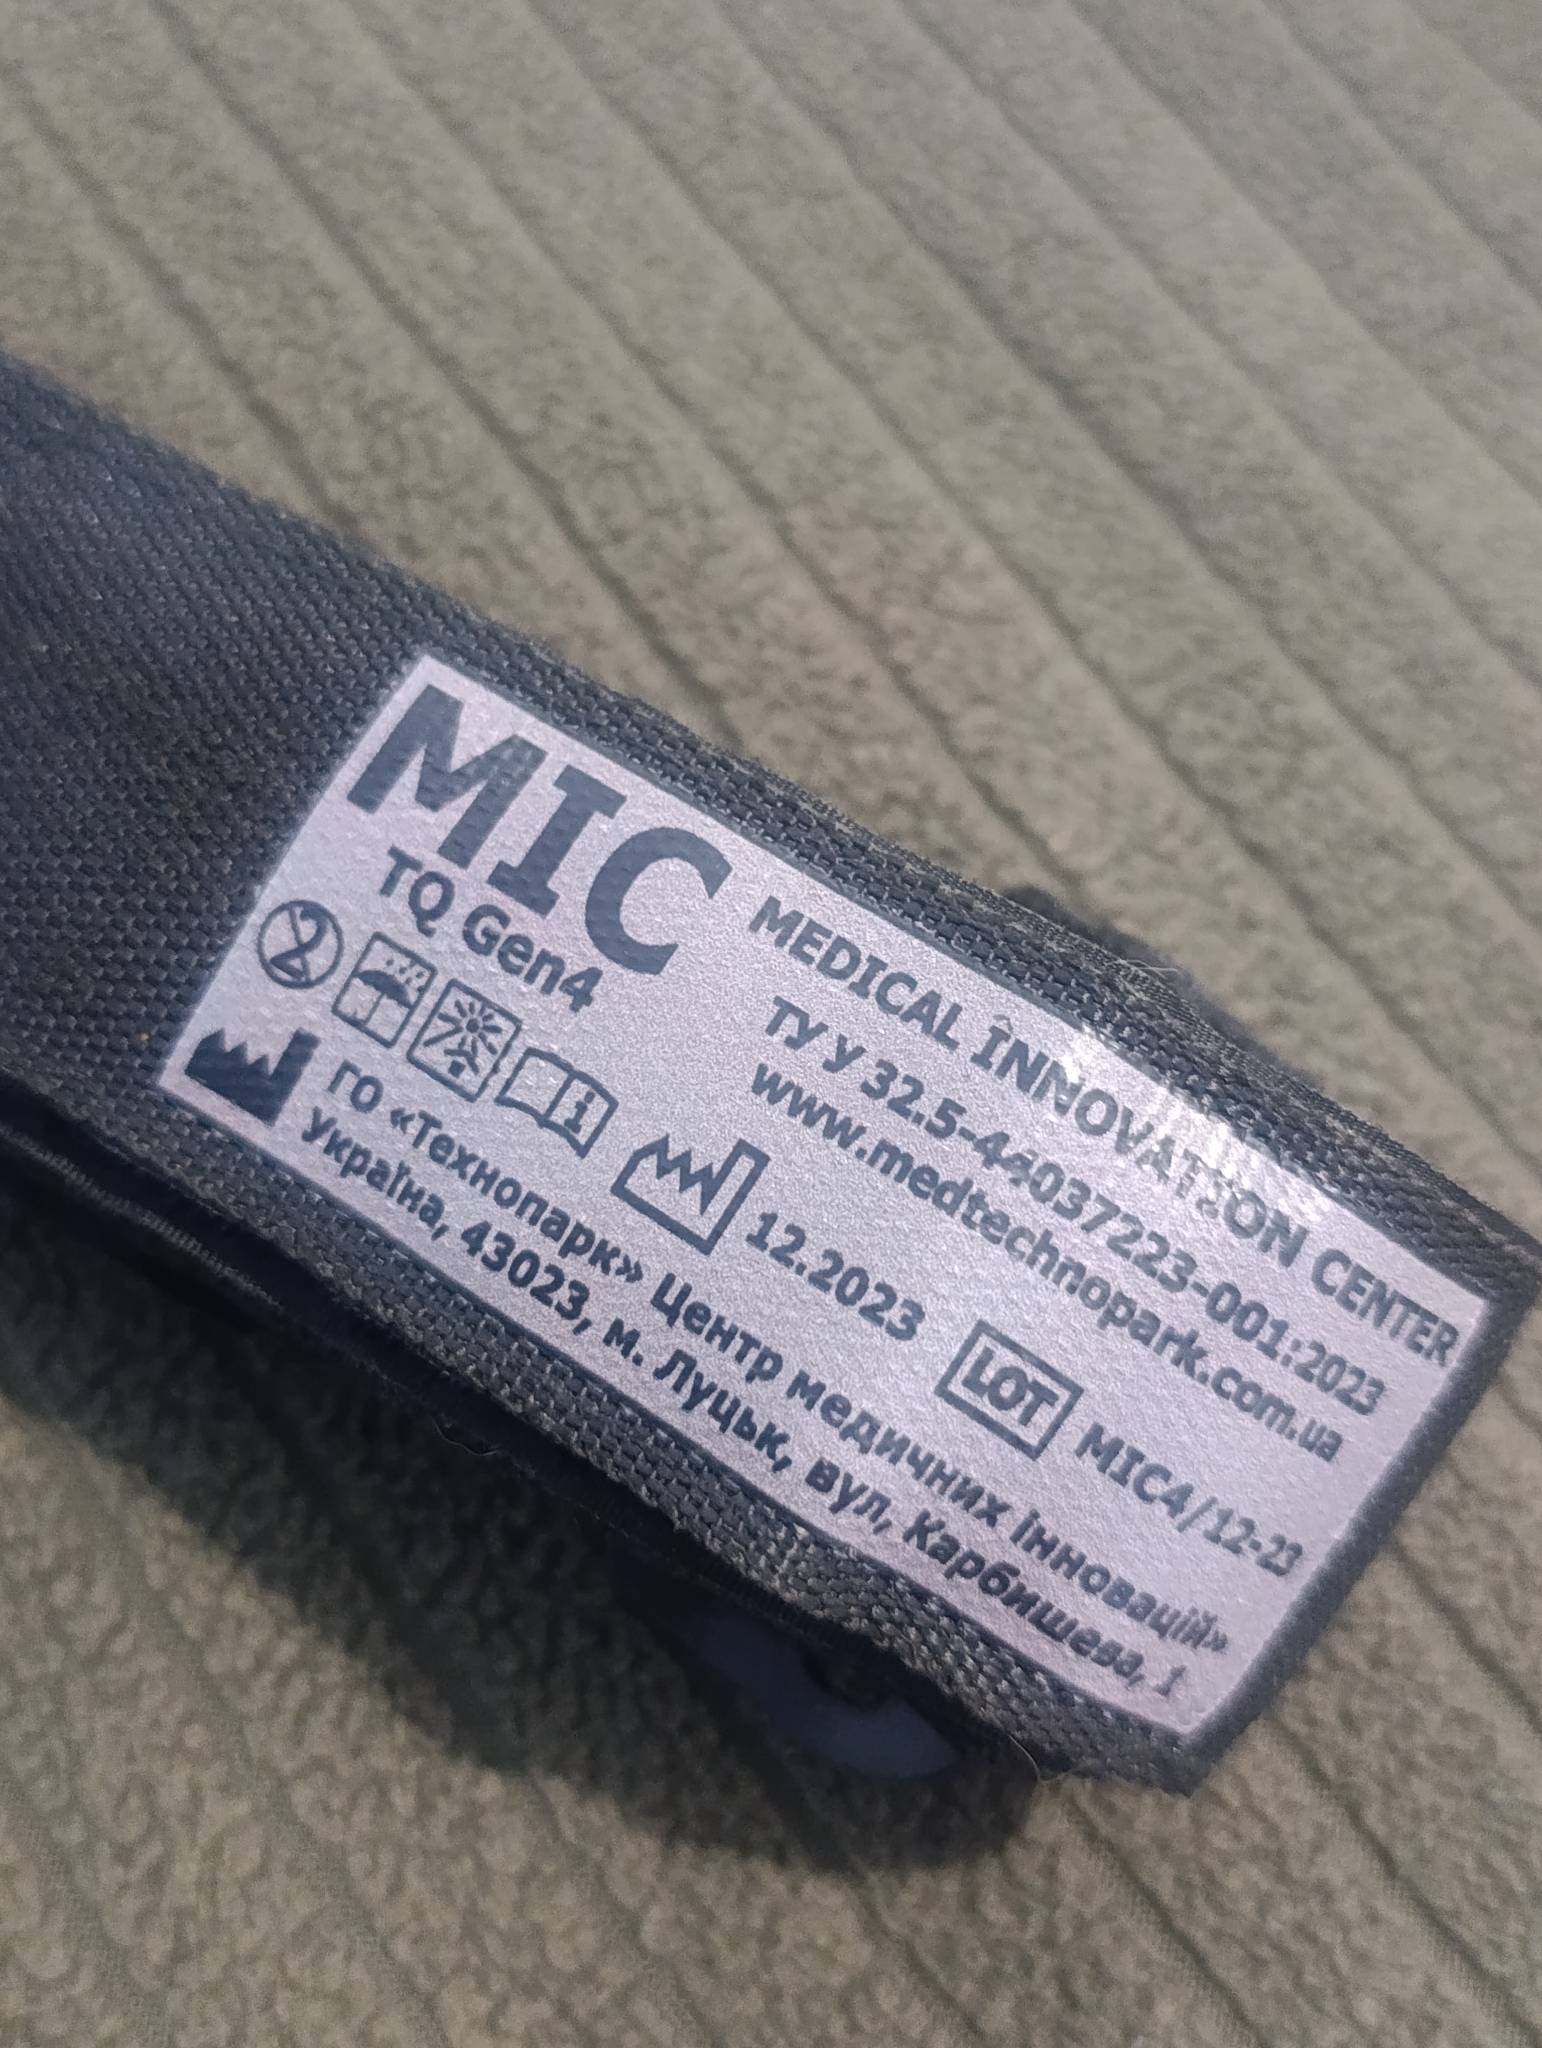 MIC MEDICAL INNOVATION CENTER
TQ Gen4
ТУ У 32.5-44037223-001:2023
www.medtechnopark.com.ua
2
i
12.2023
LOT MIC4/12-23
ГО «Технопарк» Центр медичних інновацій»
Україна, 43023, м. Луцьк, вул, Карбишева, 1